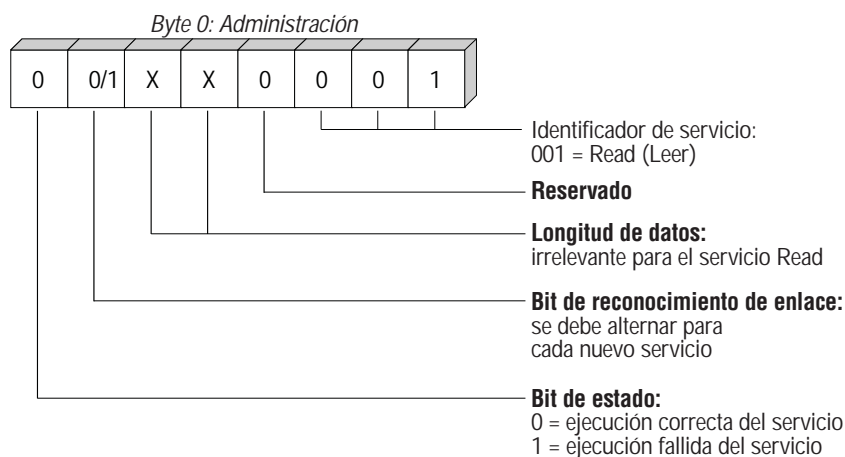 Byte 0: Administración
0 0/1 X X 0 0 0 1
Identificador de servicio:
001 = Read (Leer)
Reservado
Longitud de datos:
irrelevante para el servicio Read
Bit de reconocimiento de enlace:
se debe alternar para
cada nuevo servicio
Bit de estado:
0 = ejecución correcta del servicio
1 = ejecución fallida del servicio